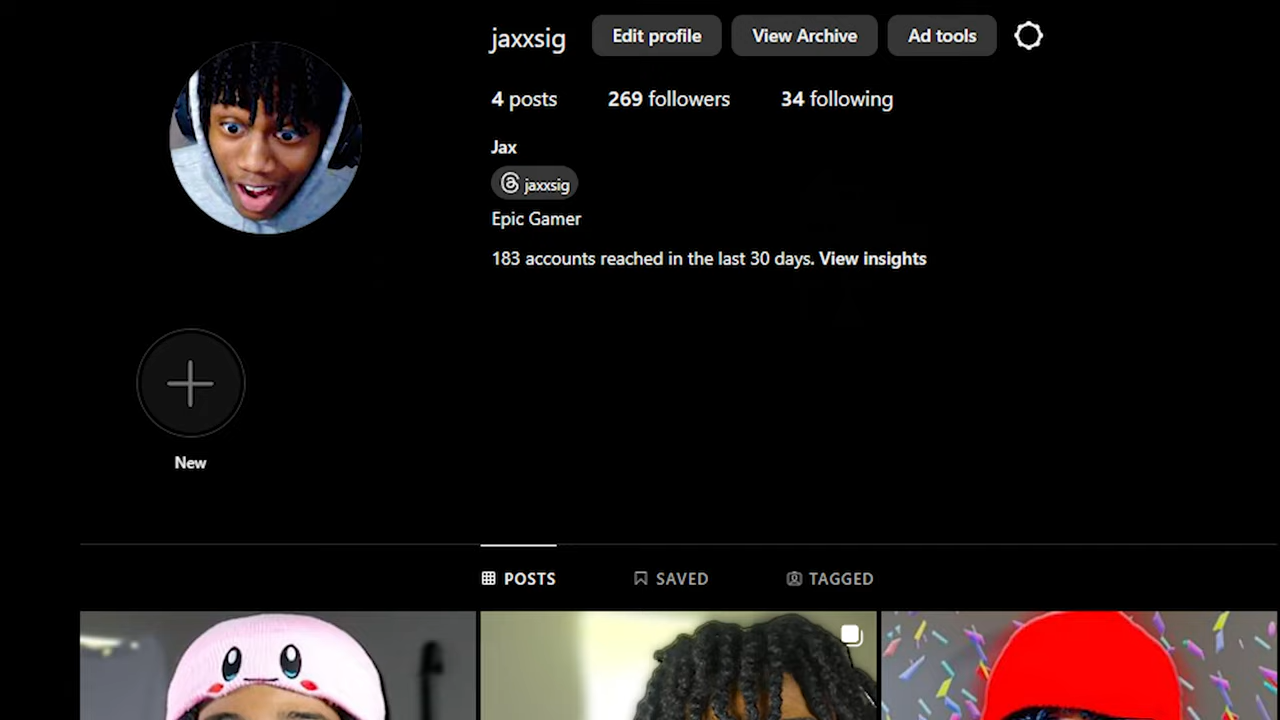 jaxxsig Edit profile View Archive Ad tools
4 posts 269 followers 34 following
Jax
jaxxsig
Epic Gamer
183 accounts reached in the last 30 days. View insights
New
POSTS SAVED TAGGED